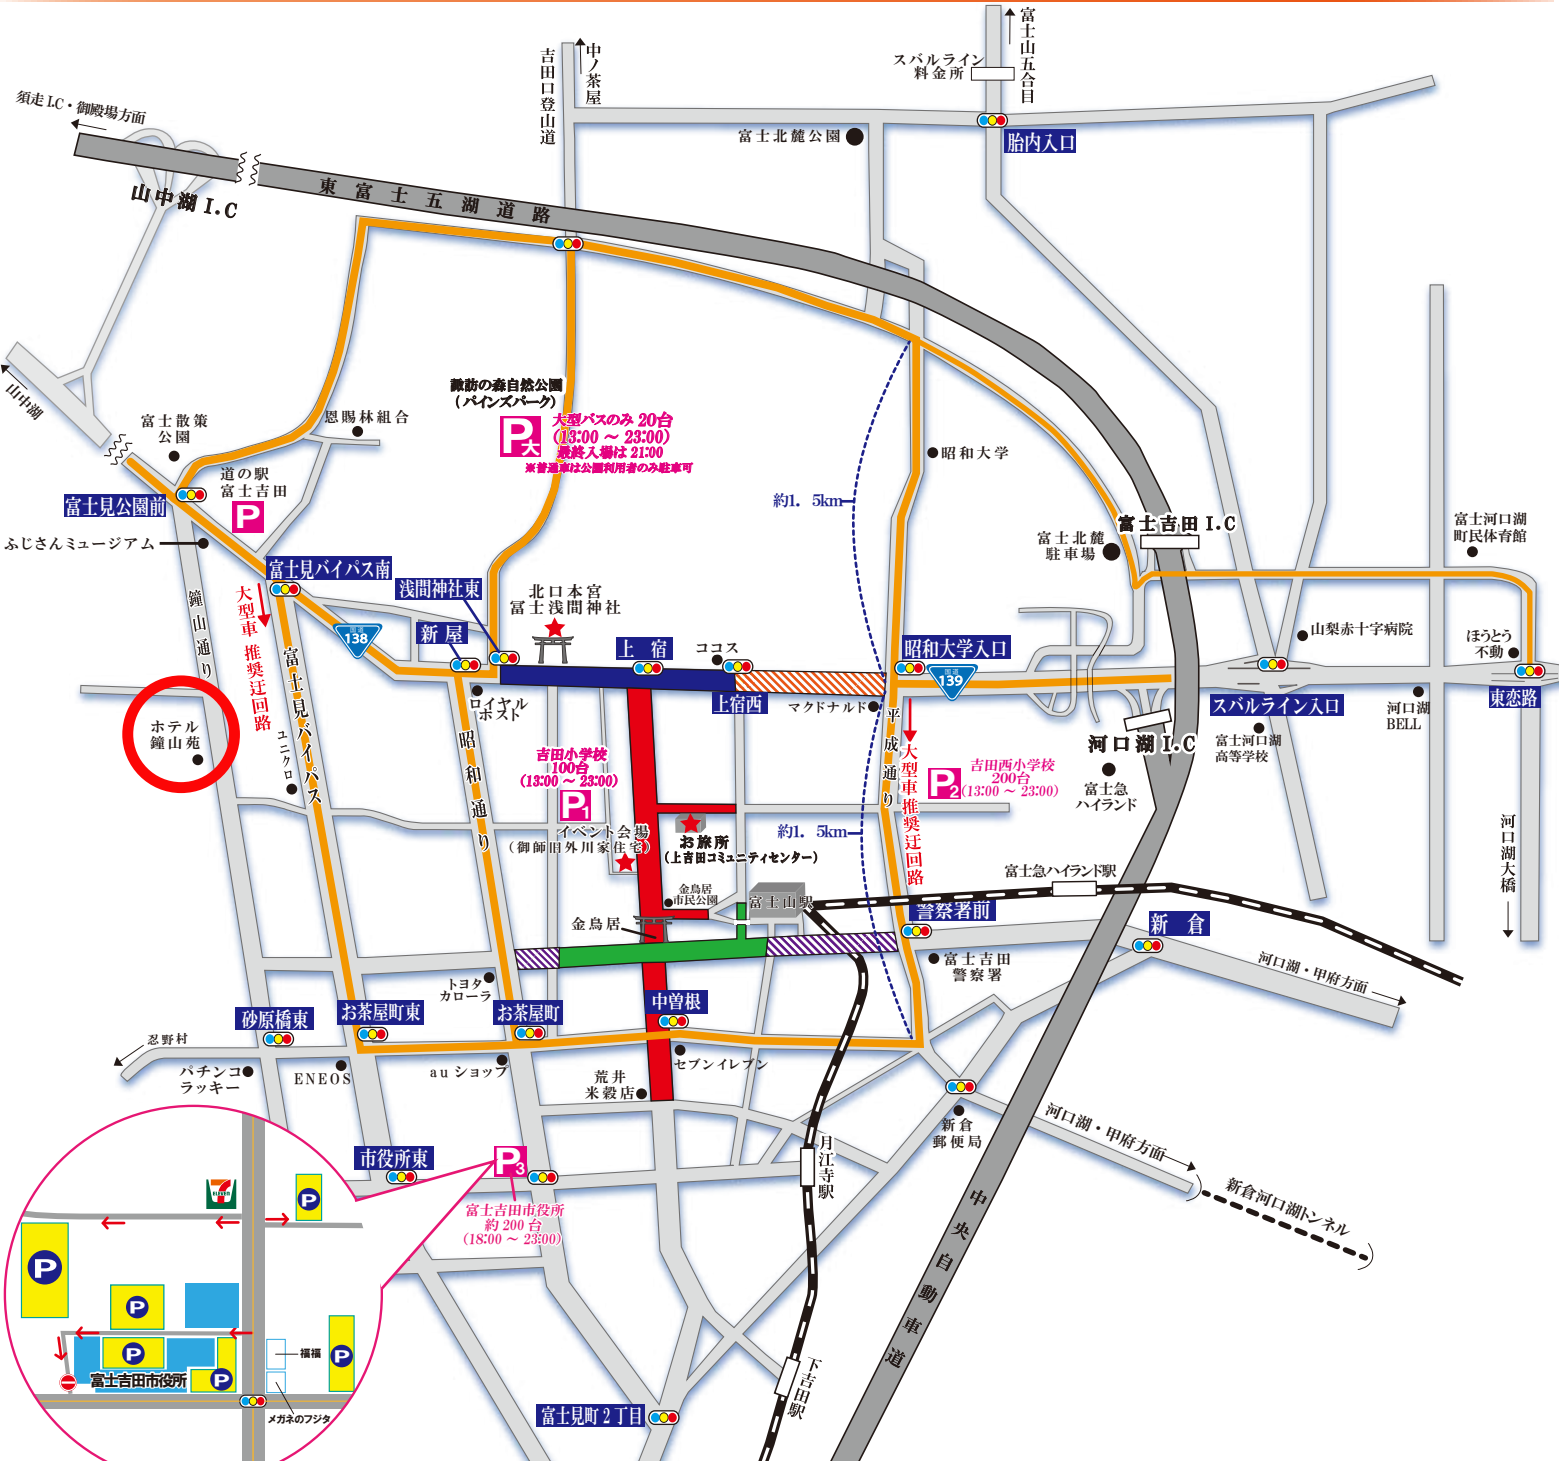 富士山五合目
スバルライン
料金所
中ノ茶屋
吉田口登山道
須走I.C・御殿場方面
富士北麓公園
胎内入口
山中湖I.C
東富士五湖道路
山中湖
諏訪の森自然公園
(パインズパーク)
P大
大型バスのみ 20台
(13:00 ～ 23:00)
最終入場は 21:00
※普通車は公園利用者のみ駐車可
恩賜林組合
富士散策
公園
道の駅
富士吉田
P
富士見公園前
ふじさんミュージアム
昭和大学
約1. 5km
富士吉田I.C
富士北麓
駐車場
富士河口湖
町民体育館
富士見バイパス南
浅間神社東
北口本宮
冨士浅間神社
鐘山通り
大型車 推奨迂回路
国道
138
新屋
上宿
ココス
昭和大学入口
国道
139
山梨赤十字病院
ほうとう
不動
富士見バイパス
ロイヤル
ホスト
上宿西
マクドナルド
スバルライン入口
河口湖
BELL
東恋路
ホテル
鐘山苑
ユニクロ
昭和通り
平成通り
大型車 推奨迂回路
河口湖I.C
富士河口湖
高等学校
吉田小学校
100台
(13:00 ～ 23:00)
P1
吉田西小学校
200台
(13:00 ～ 23:00)
P2
富士急
ハイランド
イベント会場
(御師旧外川家住宅)
お旅所
(上吉田コミュニティセンター)
約1. 5km
河口湖大橋
富士急ハイランド駅
金鳥居
市民公園
富士山駅
警察署前
新倉
金鳥居
富士吉田
警察署
河口湖・甲府方面
トヨタ
カローラ
砂原橋東
お茶屋町東
お茶屋町
中曽根
忍野村
パチンコ
ラッキー
ENEOS
auショップ
セブンイレブン
荒井
米穀店
新倉
郵便局
河口湖・甲府方面
市役所東
P3
月江寺駅
新倉河口湖トンネル
富士吉田市役所
約200台
(18:00 ～ 23:00)
中央自動車道
7
ELEVEN
P
P
P
P
P
P
富士吉田市役所
福福
メガネのフジタ
下吉田駅
富士見町2丁目